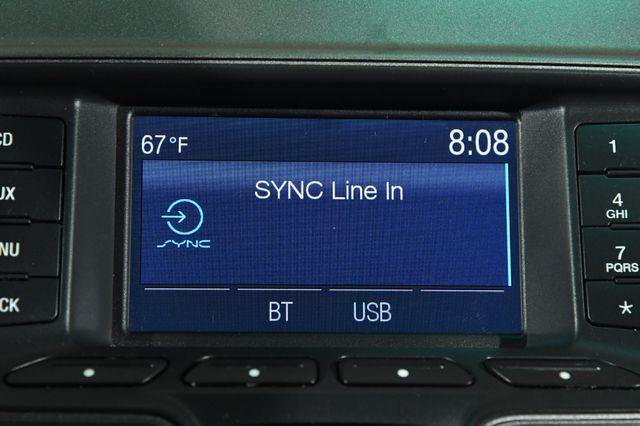 67°F
8:08
SYNC Line In
SYNC
BT USB
CD
UX
NU
CK
1
4
GHI
7
PQRS
*